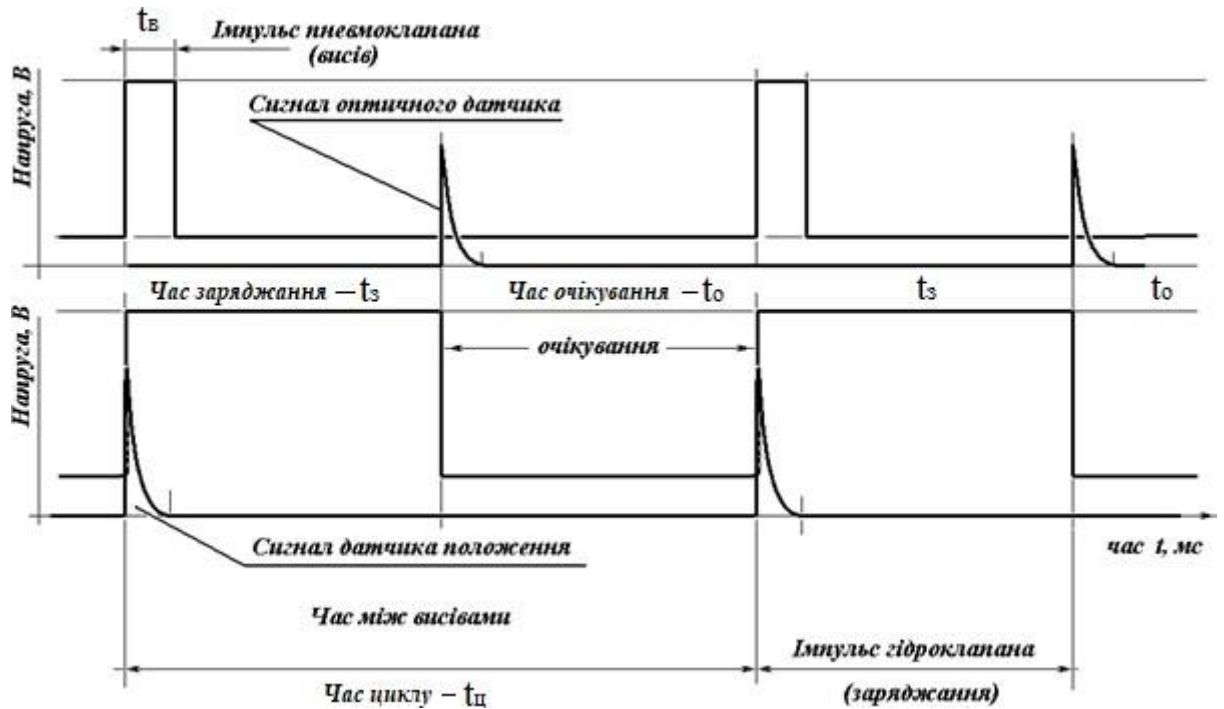 tв
Імпульс пневмоклапана
(висів)
Напруга, В
Сигнал оптичного датчика
Час заряджання – tз
Час очікування – tо
tз
tо
Напруга, В
очікування
Сигнал датчика положення
час t, мс
Час між висівами
Імпульс гідроклапана
(заряджання)
Час циклу – tц